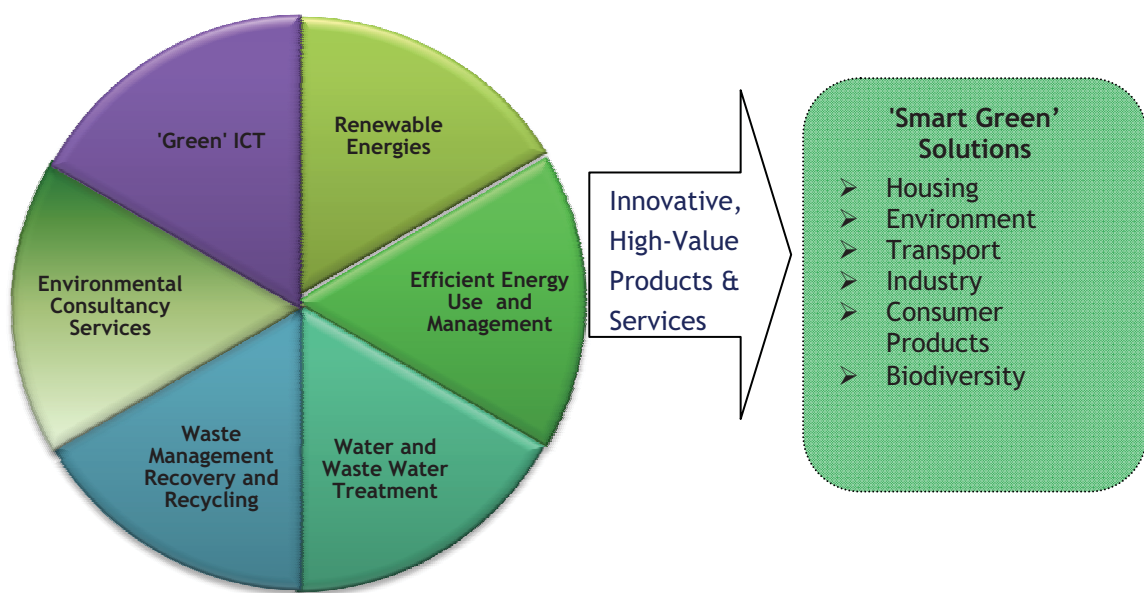 'Green' ICT
Renewable
Energies
Efficient Energy
Use and
Management
Water and
Waste Water
Treatment
Waste
Management
Recovery and
Recycling
Environmental
Consultancy
Services
Innovative,
High-Value
Products &
Services
'Smart Green’
Solutions
➢ Housing
➢ Environment
➢ Transport
➢ Industry
➢ Consumer
Products
➢ Biodiversity